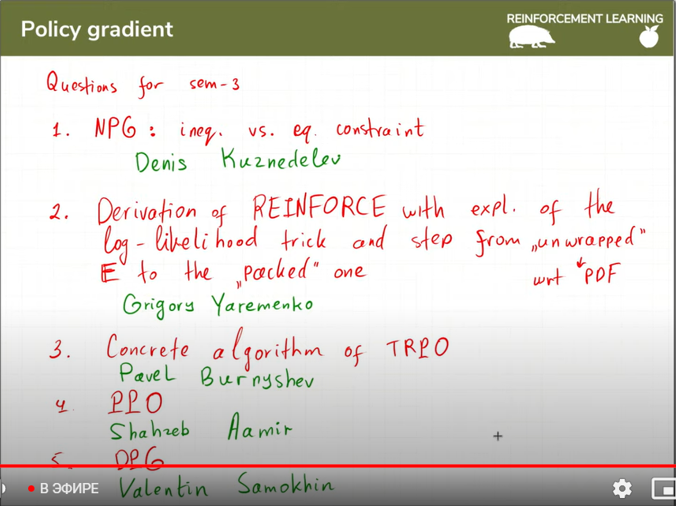 Policy gradient
REINFORCEMENT LEARNING
Questions for sem-3
1. NPG : ineq. vs. eq. constraint
Denis Kuznedelev
2. Derivation of REINFORCE with expl. of the
log-likelihood trick and step from „unwrapped"
E to the „packed" one wrt PDF
Grigory Yaremenko
3. Concrete algorithm of TRPO
Pavel Burnyshev
4. PPO
Shahzeb Aamir
5. DPG
• В ЭФИРЕ
Valentin Samokhin